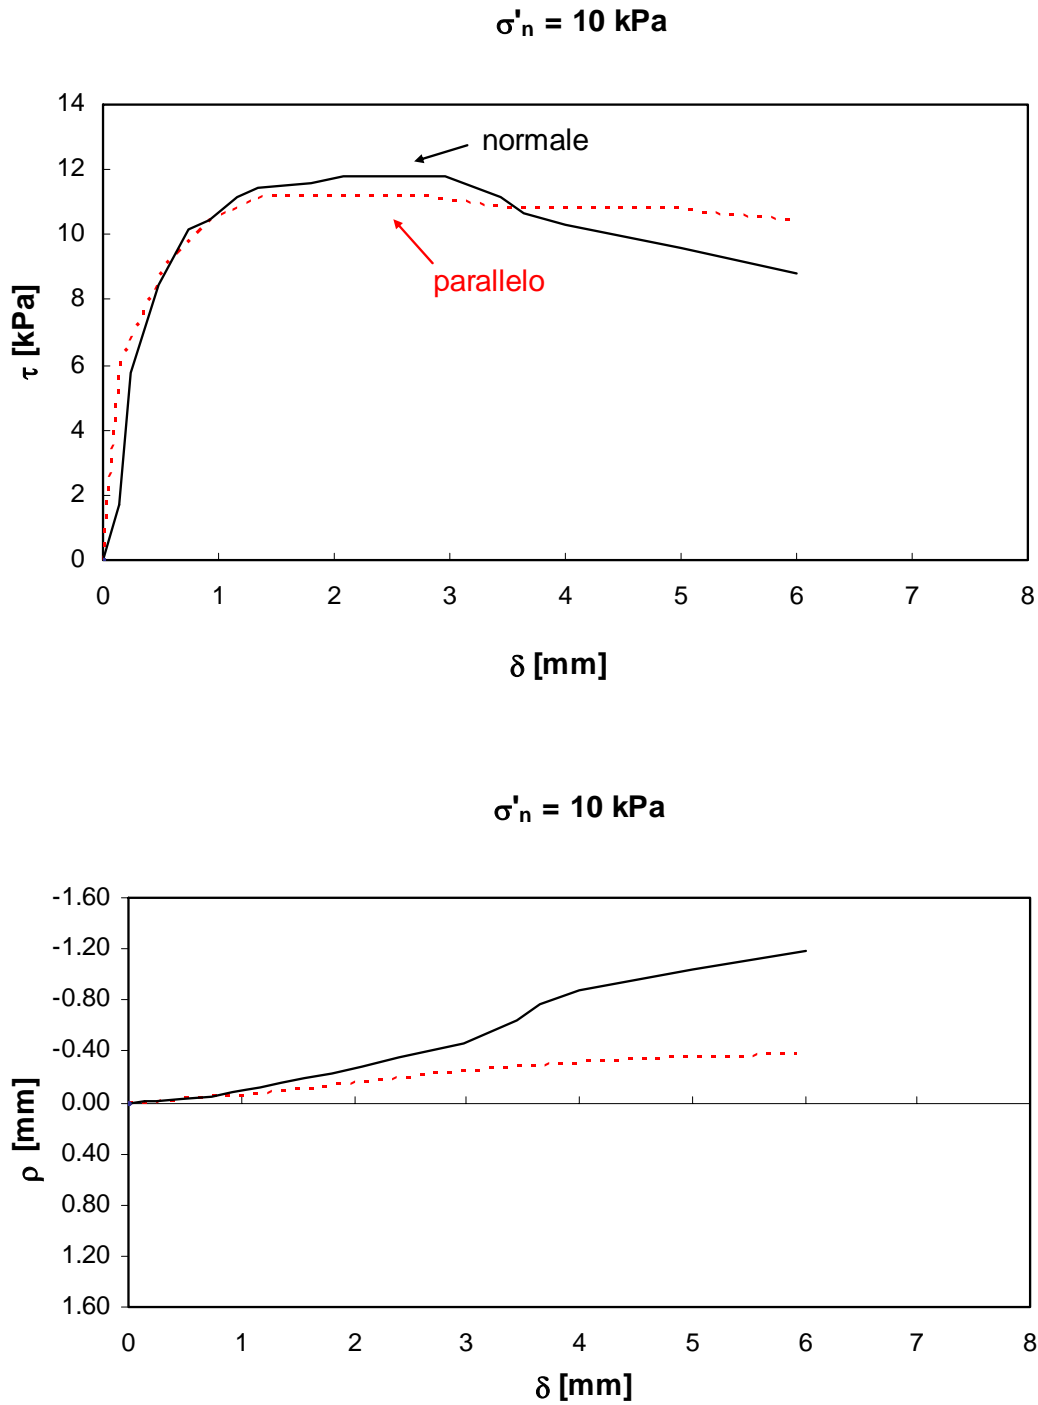 σ'n = 10 kPa
14
12
10
8
6
4
2
0
τ [kPa]
normale
parallelo
0 1 2 3 4 5 6 7 8
δ [mm]
σ'n = 10 kPa
-1.60
-1.20
-0.80
-0.40
0.00
0.40
0.80
1.20
1.60
ρ [mm]
0 1 2 3 4 5 6 7 8
δ [mm]